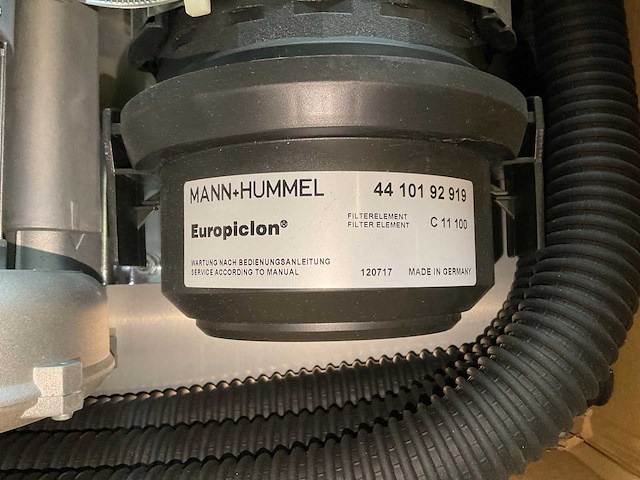 MANN+HUMMEL 44 101 92 919
Europiclon®
FILTERELEMENT
FILTER ELEMENT C 11 100
WARTUNG NACH BEDIENUNGSANLEITUNG
SERVICE ACCORDING TO MANUAL 120717 MADE IN GERMANY